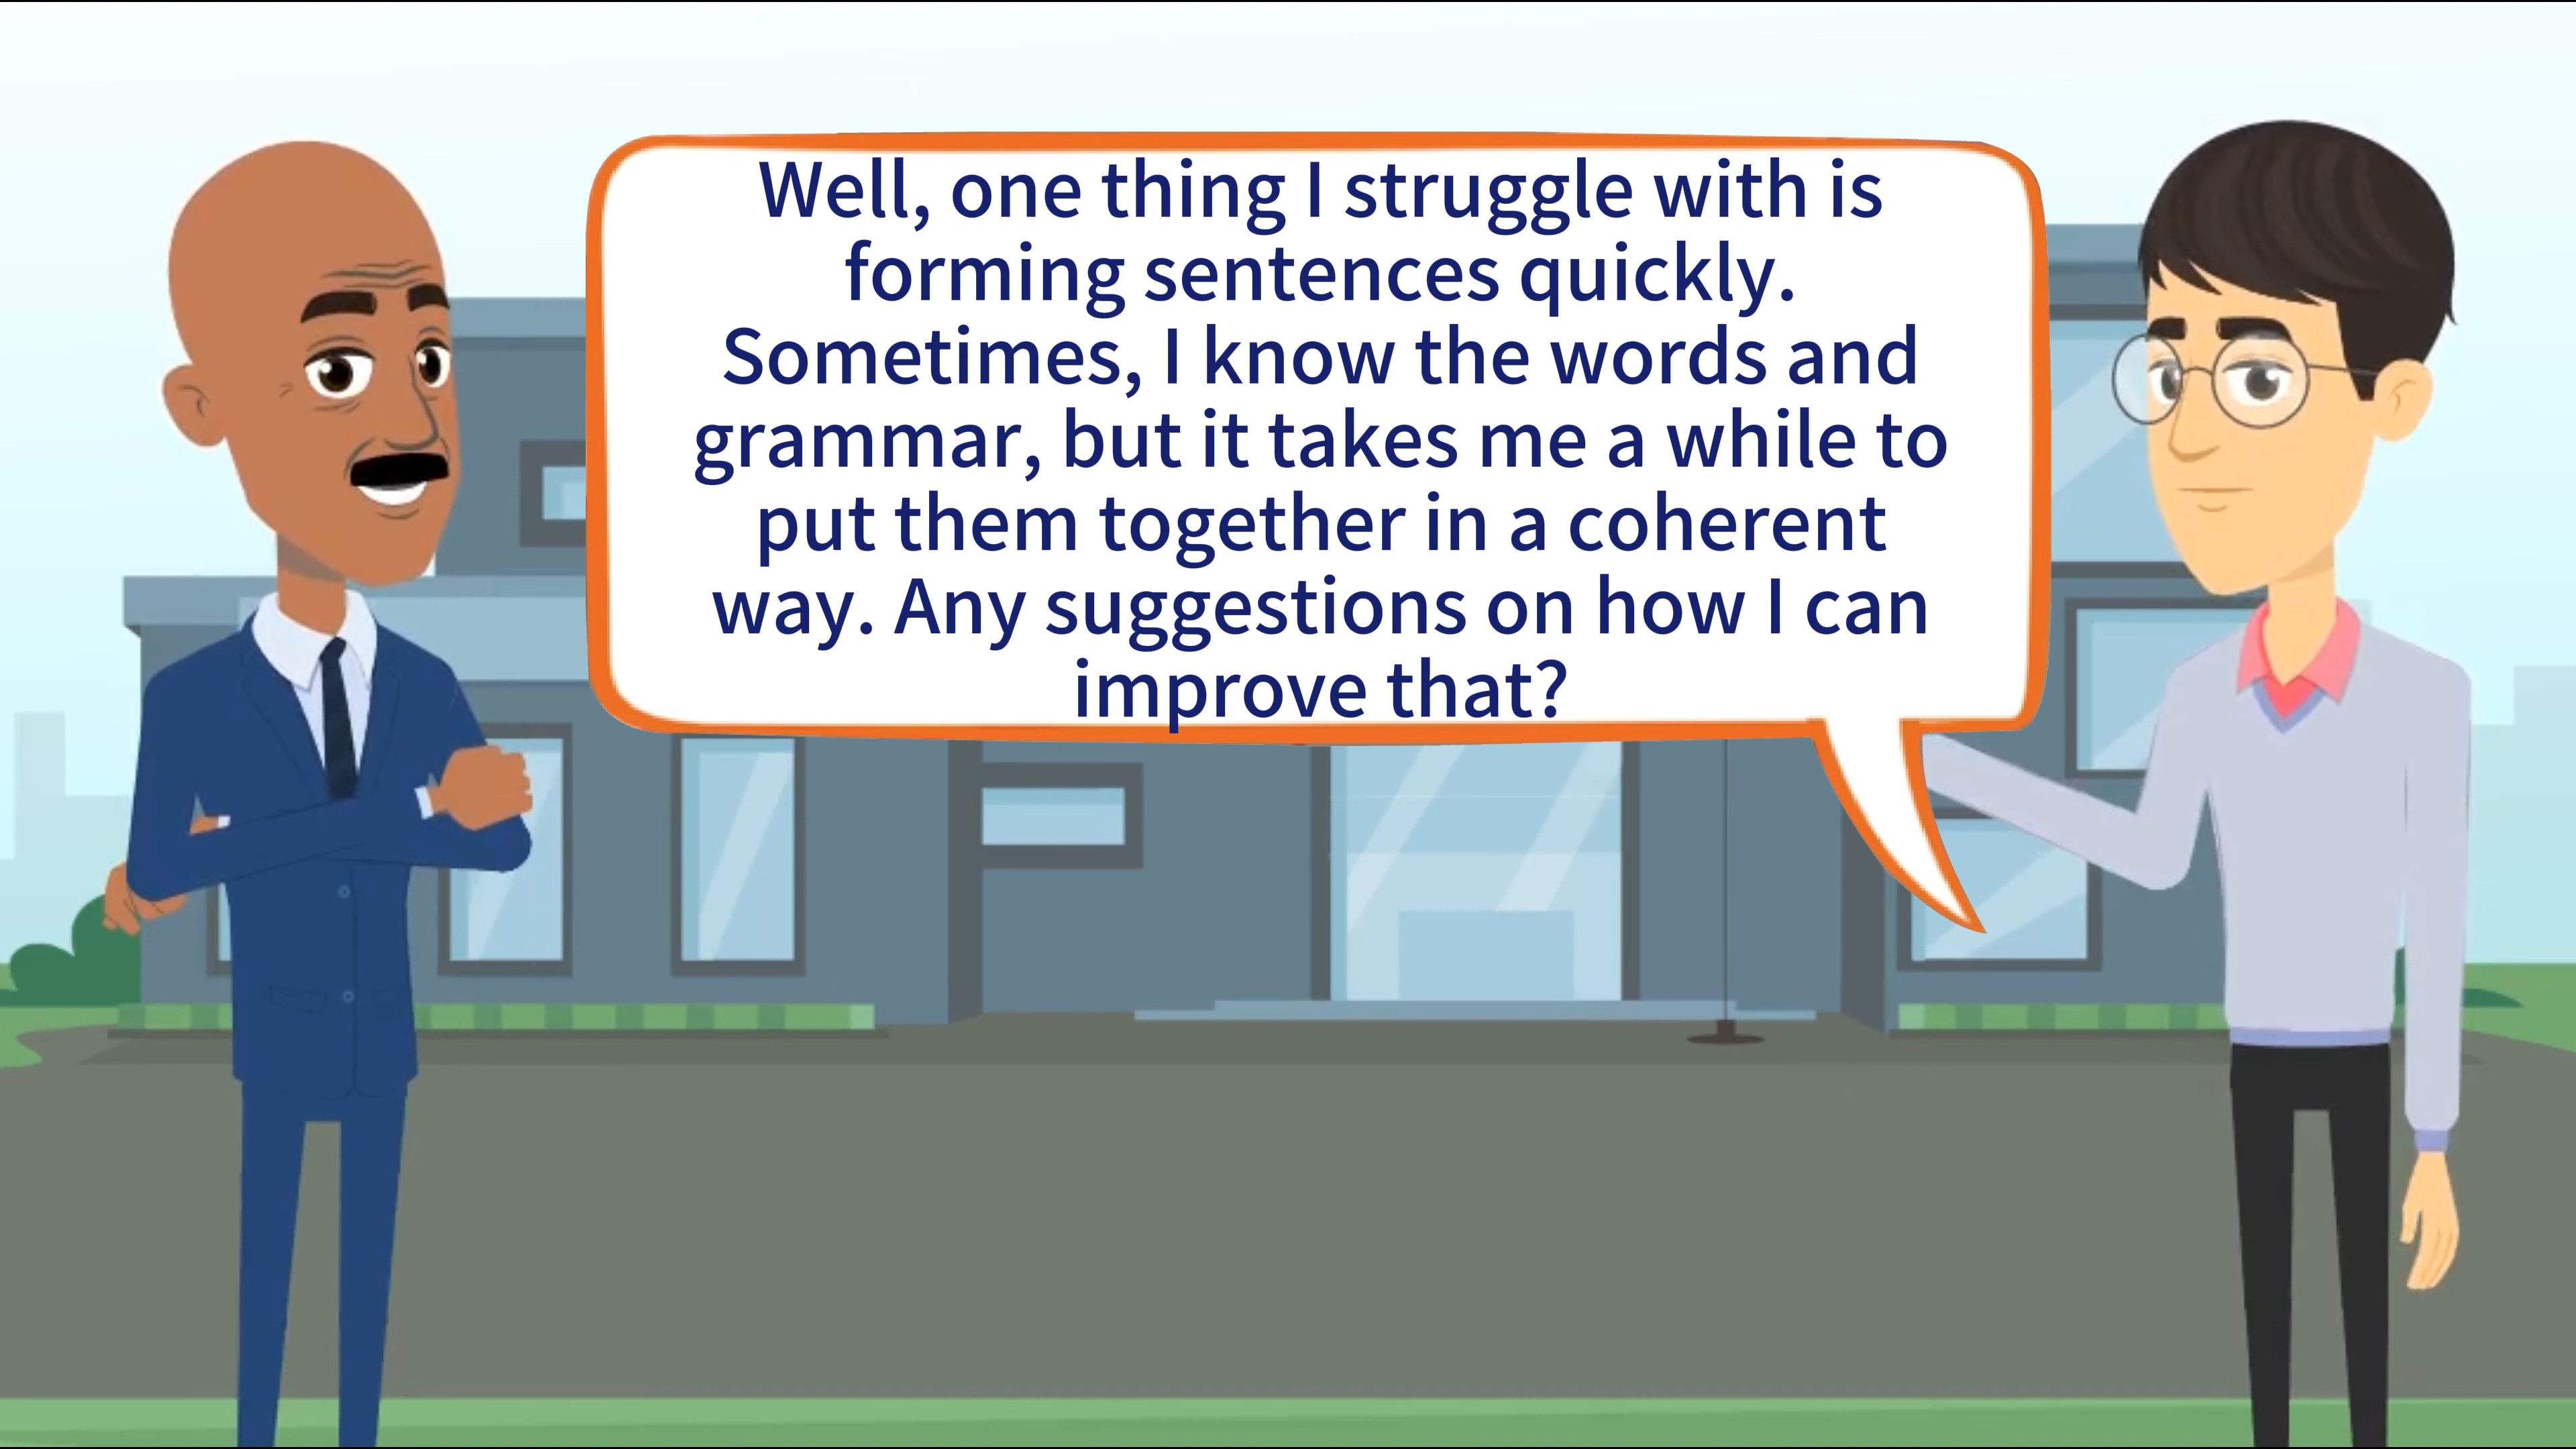 Well, one thing I struggle with is
forming sentences quickly.
Sometimes, I know the words and
grammar, but it takes me a while to
put them together in a coherent
way. Any suggestions on how I can
improve that?